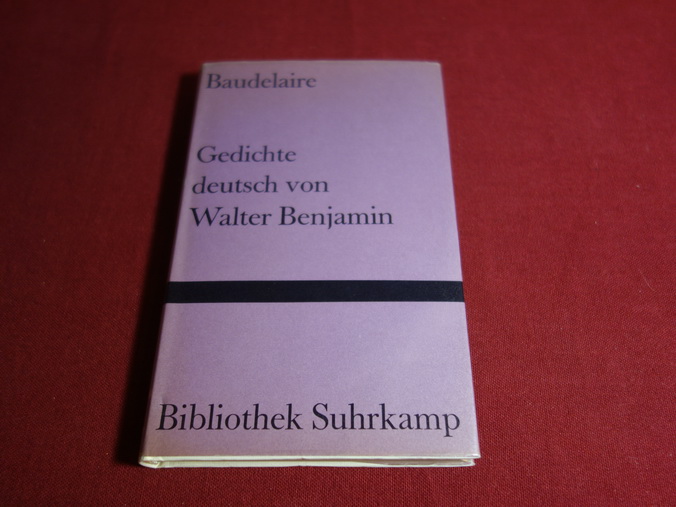 Baudelaire
Gedichte
deutsch von
Walter Benjamin
Bibliothek Suhrkamp